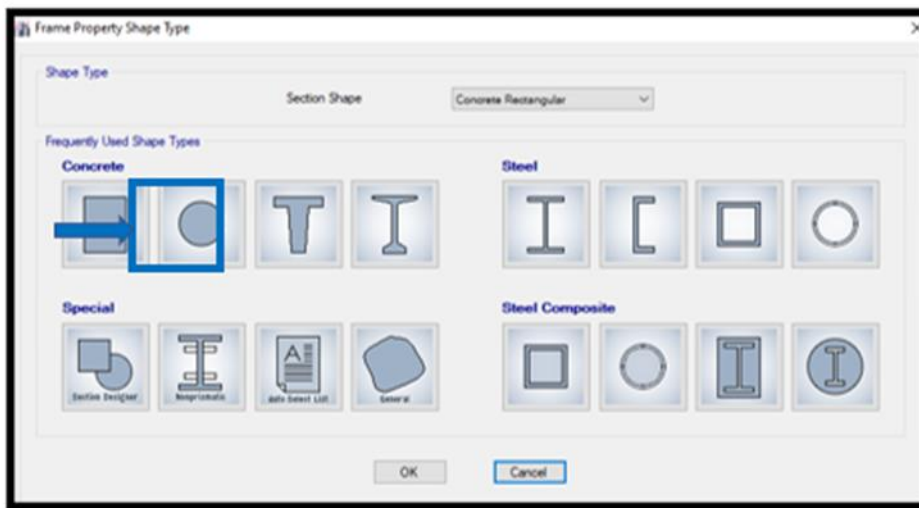 Frame Property Shape Type
Shape Type
Section Shape
Concrete Rectangular
Frequently Used Shape Types
Concrete
Steel
Special
Steel Composite
Section Designer
Nonprismatic
A
Auto Select List
General
OK
Cancel